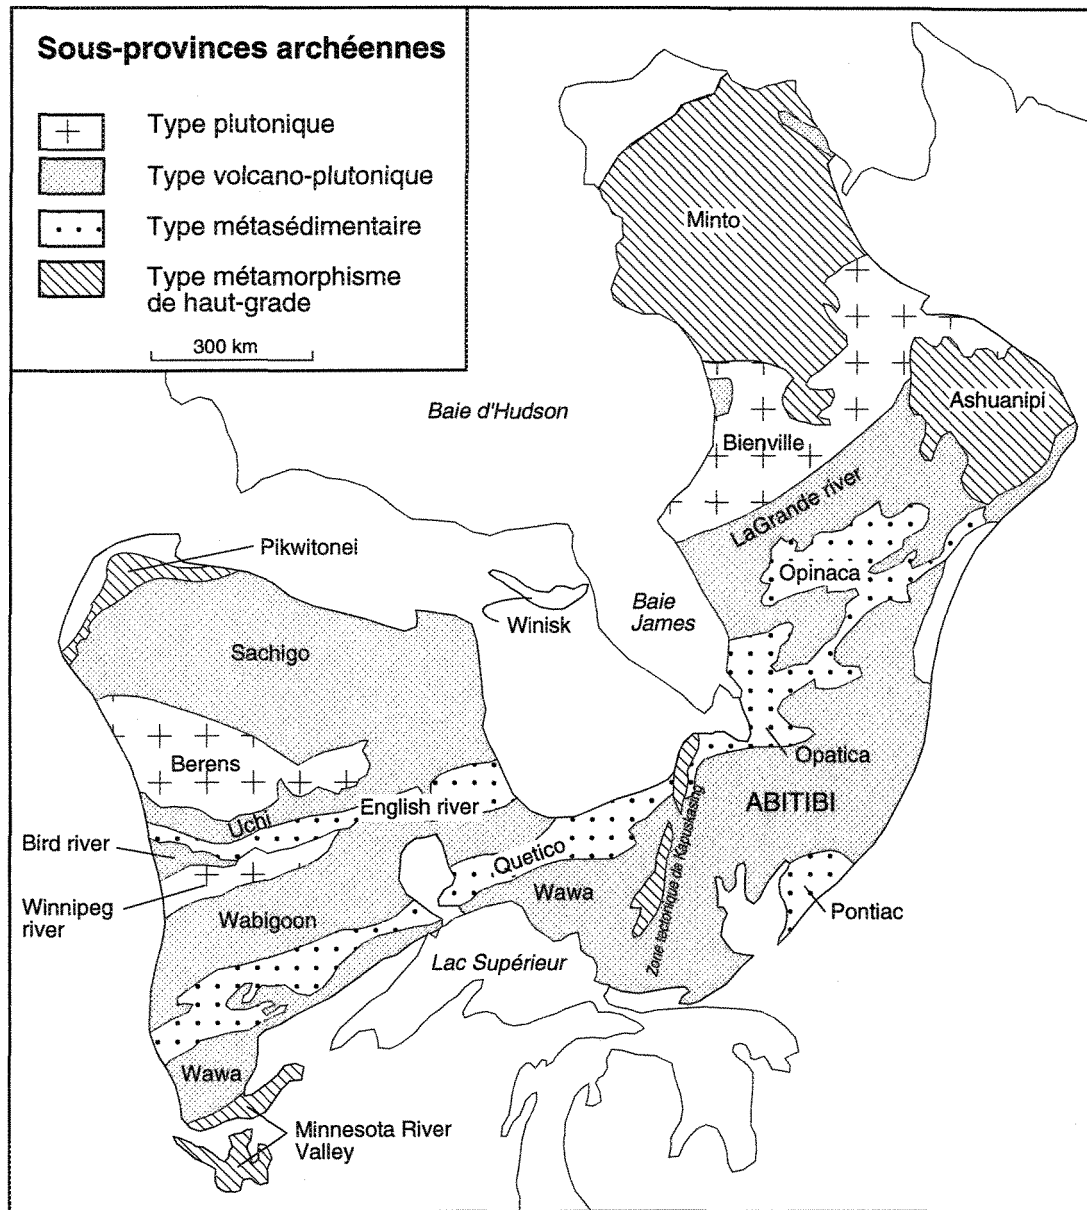 Sous-provinces archéennes
Type plutonique
Type volcano-plutonique
Type métasédimentaire
Type métamorphisme
de haut-grade
300 km
Minto
Baie d'Hudson
Ashuanipi
Bienville
LaGrande river
Pikwitonei
Opinaca
Winisk
Baie
James
Sachigo
Berens
Opatica
ABITIBI
English river
Uchi
Bird river
Quetico
Wawa
Zone tectonique de Kapuskasing
Winnipeg
river
Wabigoon
Pontiac
Lac Supérieur
Wawa
Minnesota River
Valley